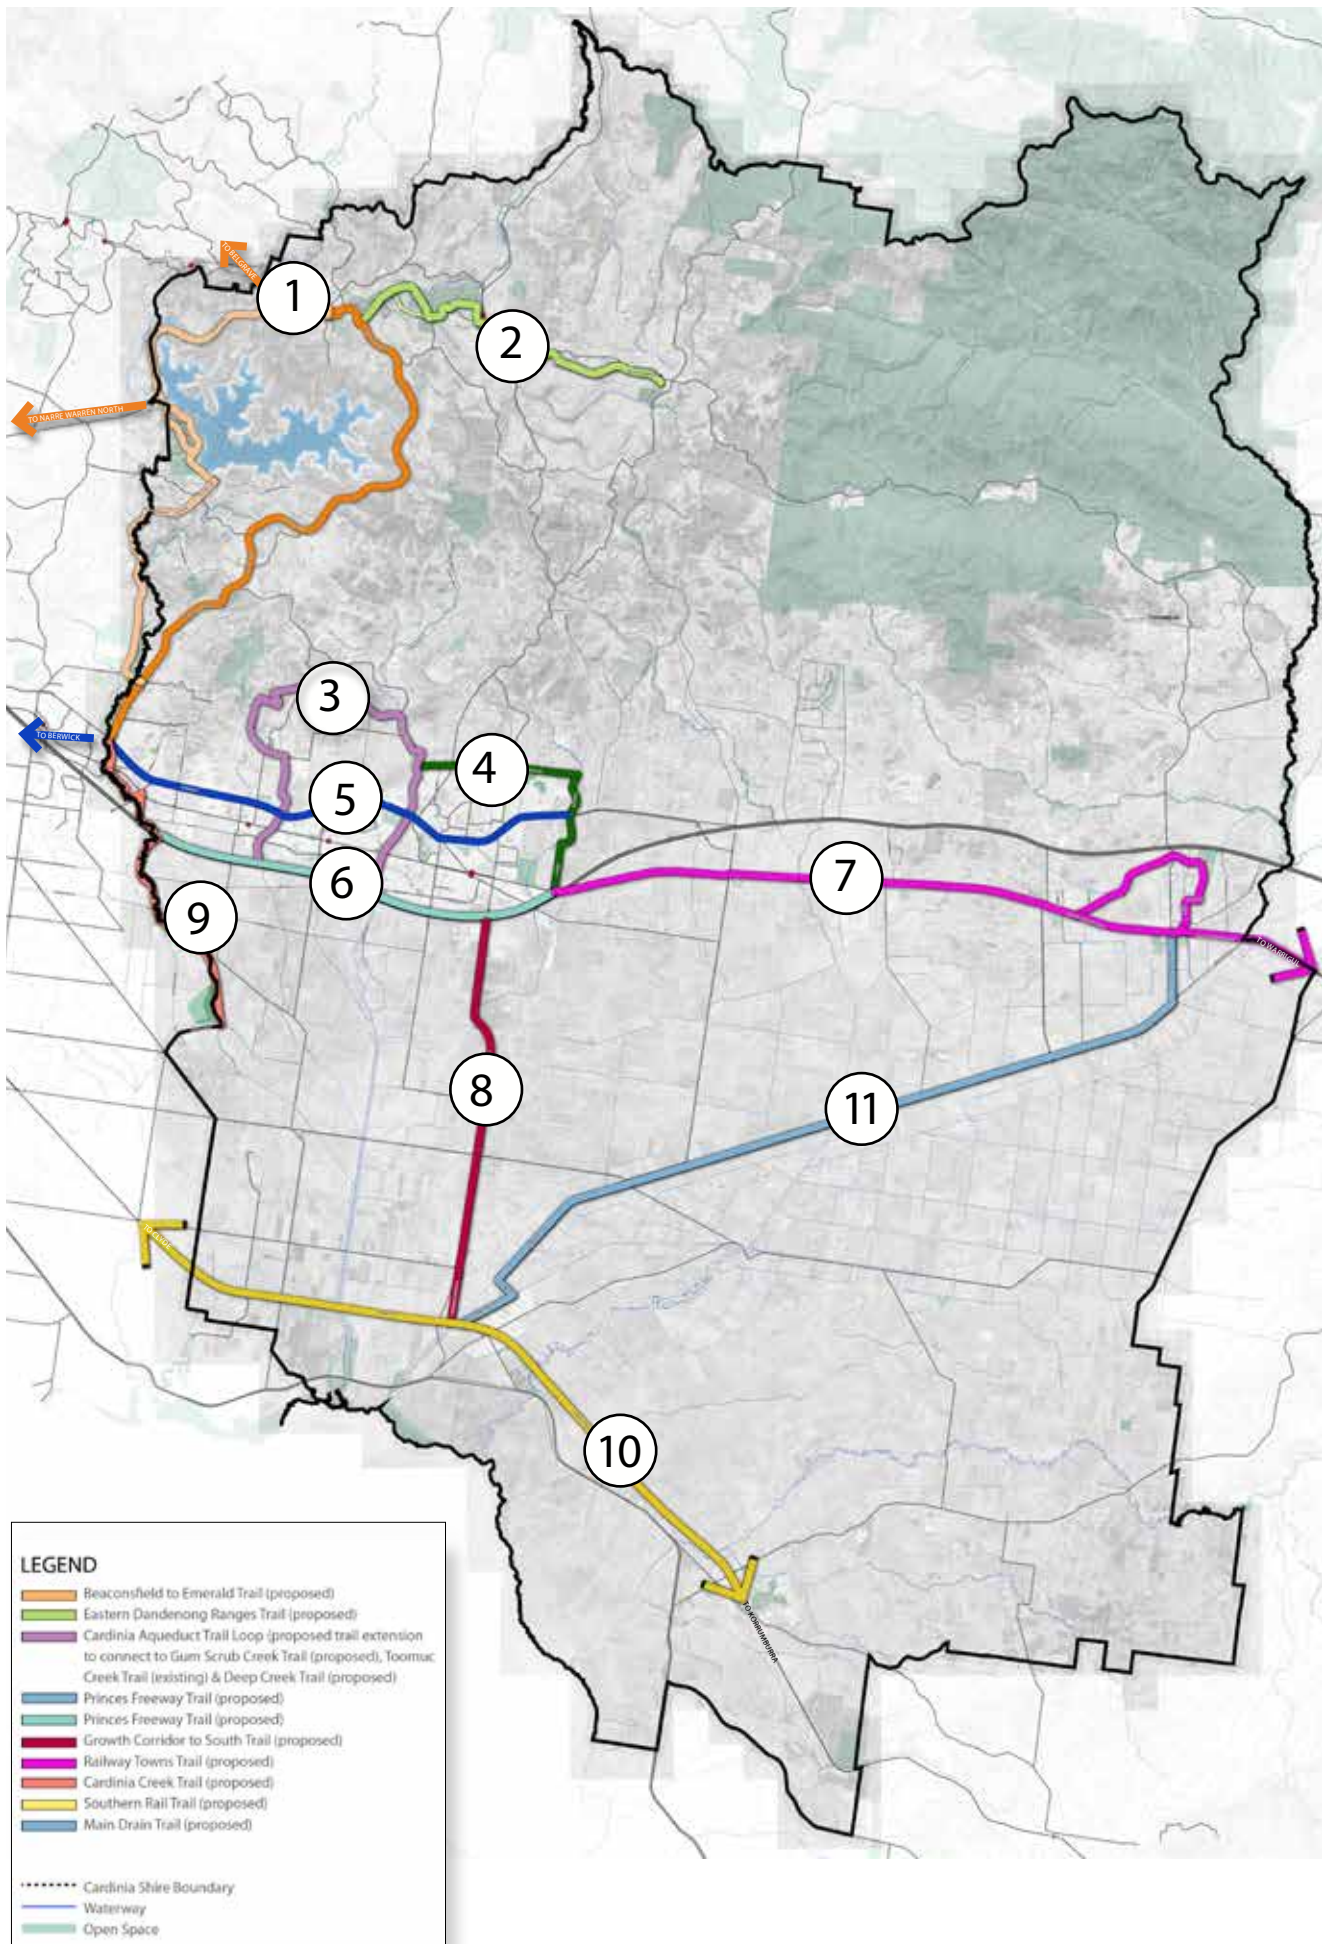 TO BELGRAVE
1
2
TO NARRE WARREN NORTH
3
TO BERWICK
4
5
6
7
9
TO WARRIGUL
8
11
10
TO KORRUMBURRA
LEGEND
Beaconsfield to Emerald Trail (proposed)
Eastern Dandenong Ranges Trail (proposed)
Cardinia Aqueduct Trail Loop (proposed trail extension
to connect to Gum Scrub Creek Trail (proposed), Toomuc
Creek Trail (existing) & Deep Creek Trail (proposed)
Princes Freeway Trail (proposed)
Princes Freeway Trail (proposed)
Growth Corridor to South Trail (proposed)
Railway Towns Trail (proposed)
Cardinia Creek Trail (proposed)
Southern Rail Trail (proposed)
Main Drain Trail (proposed)
Cardinia Shire Boundary
Waterway
Open Space